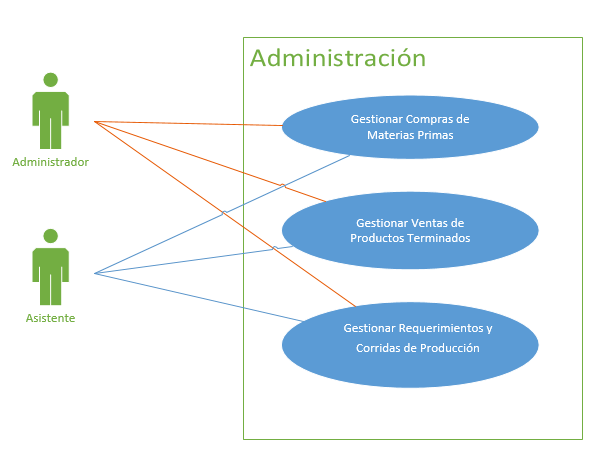 Administración
Administrador
Gestionar Compras de
Materias Primas
Gestionar Ventas de
Productos Terminados
Asistente
Gestionar Requerimientos y
Corridas de Producción